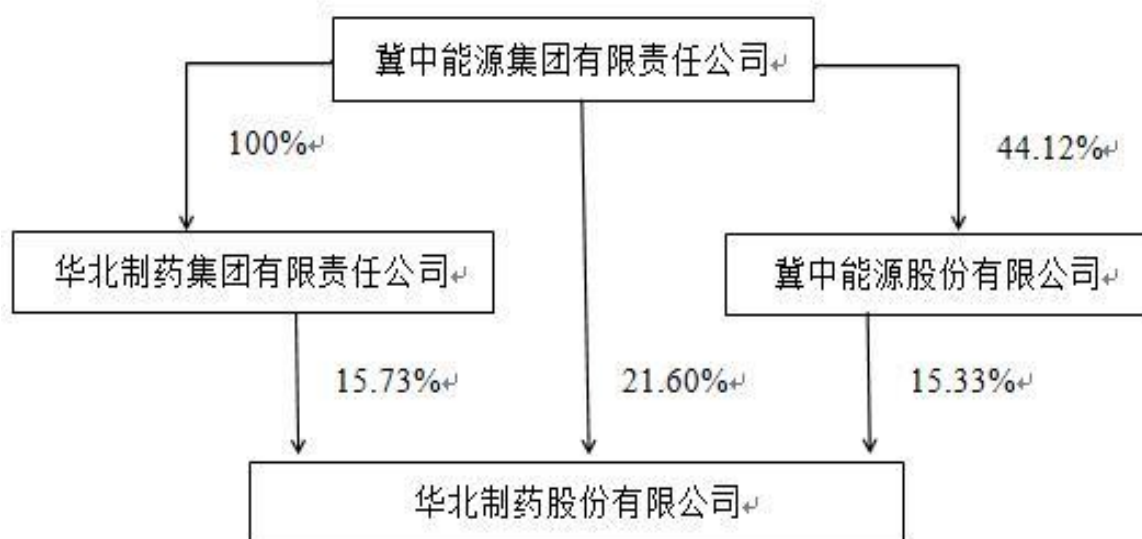 冀中能源集团有限责任公司↵
100%↵
44.12%↵
华北制药集团有限责任公司↵
冀中能源股份有限公司↵
15.73%↵
21.60%↵
15.33%↵
华北制药股份有限公司↵